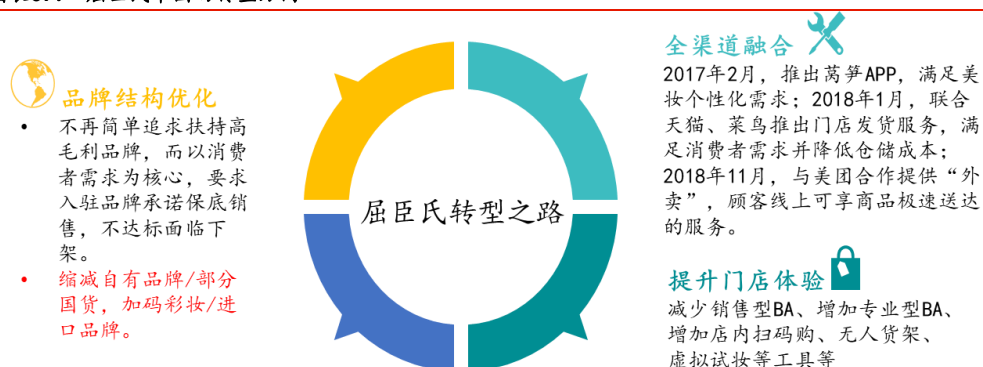 品牌结构优化
• 不再简单追求扶持高
毛利品牌，而以消费
者需求为核心，要求
入驻品牌承诺保底销
售，不达标面临下
架。
• 缩减自有品牌/部分
国货，加码彩妆/进
口品牌。
屈臣氏转型之路
全渠道融合
2017年2月，推出莴笋APP，满足美
妆个性化需求；2018年1月，联合
天猫、菜鸟推出门店发货服务，满
足消费者需求并降低仓储成本；
2018年11月，与美团合作提供“外
卖”，顾客线上可享商品极速送达
的服务。
提升门店体验
减少销售型BA、增加专业型BA、
增加店内扫码购、无人货架、
虚拟试妆等工具等